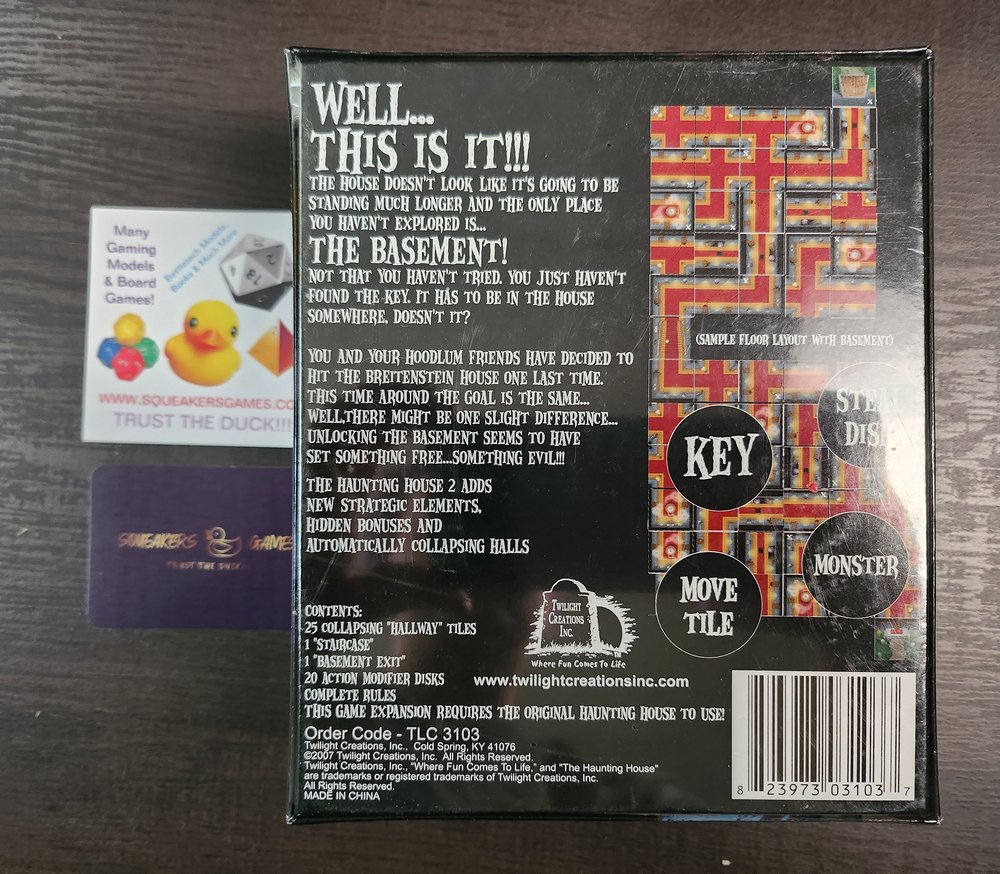 WELL...
THIS IS IT!!!
THE HOUSE DOESN'T LOOK LIKE IT'S GOING TO BE
STANDING MUCH LONGER AND THE ONLY PLACE
YOU HAVEN'T EXPLORED IS...
THE BASEMENT!
NOT THAT YOU HAVEN'T TRIED. YOU JUST HAVEN'T
FOUND THE KEY. IT HAS TO BE IN THE HOUSE
SOMEWHERE, DOESN'T IT?
YOU AND YOUR HOODLUM FRIENDS HAVE DECIDED TO
HIT THE BREITENSTEIN HOUSE ONE LAST TIME.
THIS TIME AROUND THE GOAL IS THE SAME...
WELL,THERE MIGHT BE ONE SLIGHT DIFFERENCE...
UNLOCKING THE BASEMENT SEEMS TO HAVE
SET SOMETHING FREE...SOMETHING EVIL!!!
THE HAUNTING HOUSE 2 ADDS
NEW STRATEGIC ELEMENTS,
HIDDEN BONUSES AND
AUTOMATICALLY COLLAPSING HALLS
(SAMPLE FLOOR LAYOUT WITH BASEMENT)
STEAL
DISK
KEY
MONSTER
MOVE
TILE
CONTENTS:
25 COLLAPSING "HALLWAY" TILES
1 "STAIRCASE"
1 "BASEMENT EXIT"
20 ACTION MODIFIER DISKS
COMPLETE RULES
THIS GAME EXPANSION REQUIRES THE ORIGINAL HAUNTING HOUSE TO USE!
TWILIGHT
CREATIONS
INC.
WHERE FUN COMES TO LIFE
www.twilightcreationsinc.com
Order Code - TLC 3103
Twilight Creations, Inc., Cold Spring, KY 41076
©2007 Twilight Creations, Inc. All Rights Reserved.
Twilight Creations, Inc., "Where Fun Comes To Life," and "The Haunting House"
are trademarks or registered trademarks of Twilight Creations, Inc.
All Rights Reserved.
MADE IN CHINA
8 23973 03103 7
Many
Gaming
Models
& Board
Games!
Battletech Models
Books & Much More
WWW.SQUEAKERSGAMES.CO
TRUST THE DUCK!!!
SQUEAKERS GAMES
TRUST THE DUCK